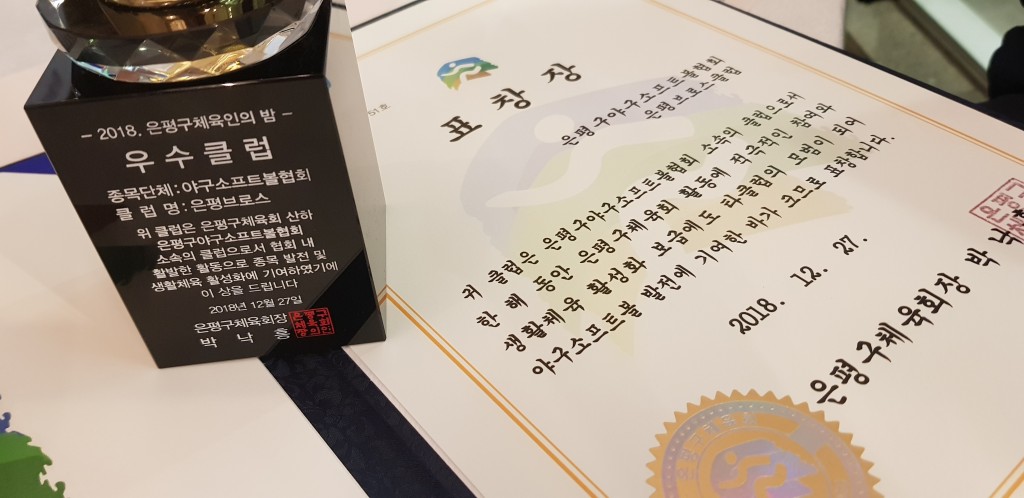 – 2018. 은평구체육인의 밤 –
우수클럽
종목단체 : 야구소프트볼협회
클 럽 명 : 은평브로스
위 클럽은 은평구체육회 산하
은평구야구소프트볼협회
소속의 클럽으로서 협회 내
활발한 활동으로 종목 발전 및
생활체육 활성화에 기여하였기에
이 상을 드립니다
2018년 12월 27일
은평구체육회장
박 낙 흥
51호
표 창 장
은평구야구소프트볼협회
은평브로스클럽
위 클럽은 은평구야구소프트볼협회 소속의 클럽으로서
한 해 동안 은평구체육회 활동에 적극적인 참여와
생활체육 활성화 보급에도 타클럽의 모범이 되어
야구소프트볼 발전에 기여한 바가 크므로 표창합니다.
2018. 12. 27.
은평구체육회장 박 낙